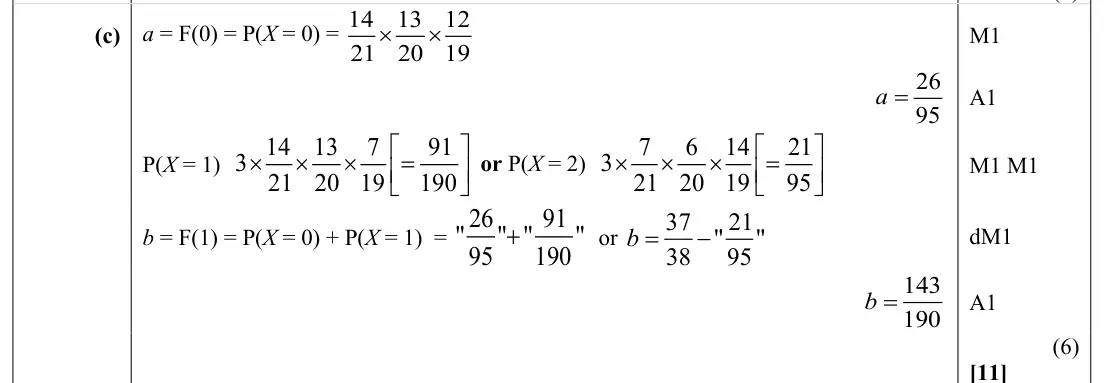 (c) a = F(0) = P(X = 0) = 14/21 × 13/20 × 12/19 M1
a = 26/95 A1
P(X = 1) 3 × 14/21 × 13/20 × 7/19 [= 91/190] or P(X = 2) 3 × 7/21 × 6/20 × 14/19 [= 21/95] M1 M1
b = F(1) = P(X = 0) + P(X = 1) = "26/95" + "91/190" or b = 37/38 − "21/95" dM1
b = 143/190 A1
(6)
[11]